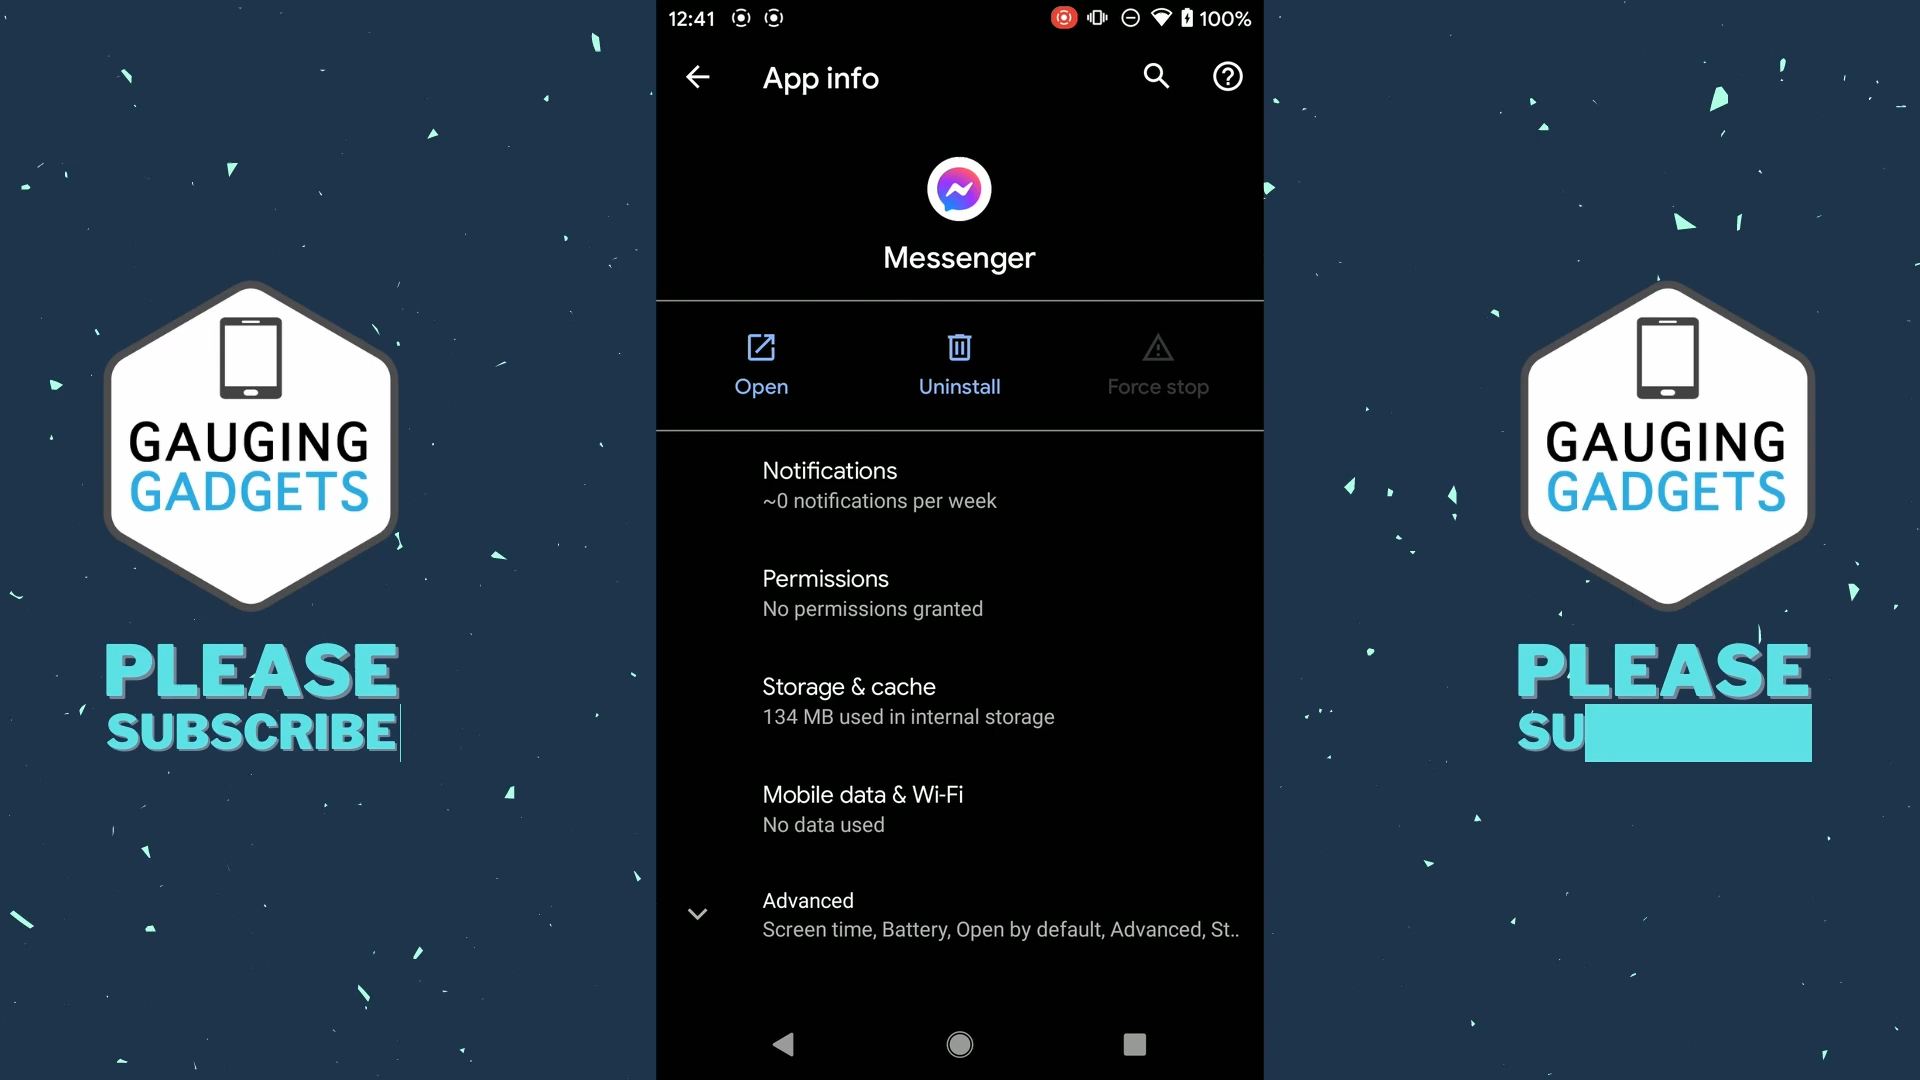 12:41
100%
App info
Messenger
Open
Uninstall
Force stop
Notifications
~0 notifications per week
Permissions
No permissions granted
Storage & cache
134 MB used in internal storage
Mobile data & Wi-Fi
No data used
Advanced
Screen time, Battery, Open by default, Advanced, St..
GAUGING
GADGETS
PLEASE
SUBSCRIBE
GAUGING
GADGETS
PLEASE
SU